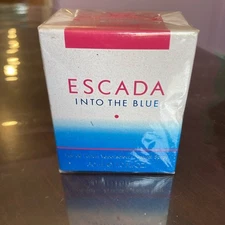 ESCADA
INTO THE BLUE